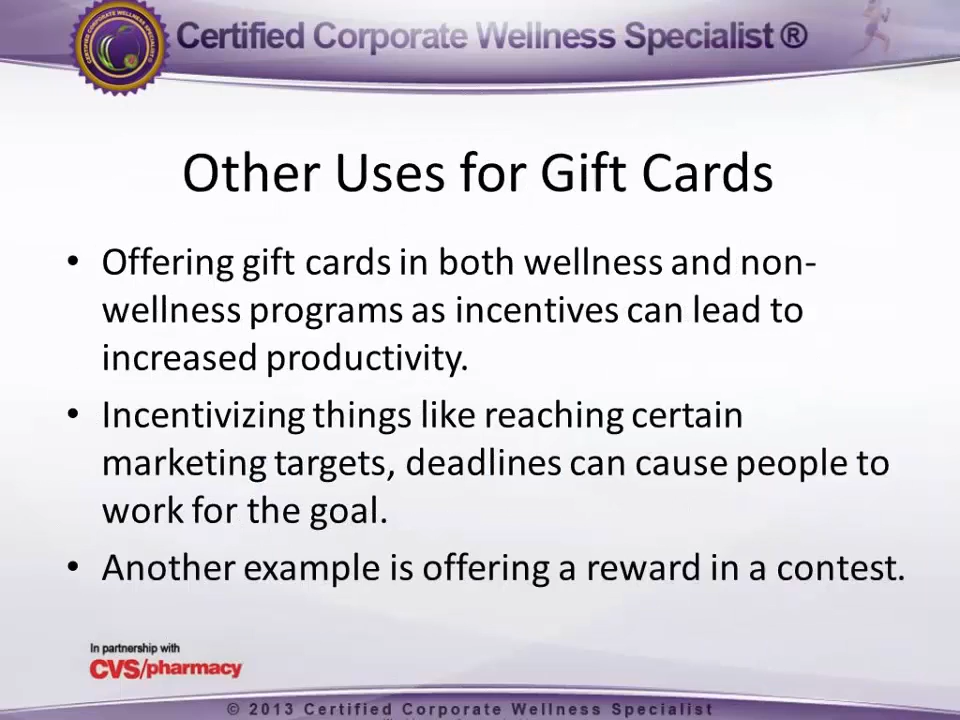 Certified Corporate Wellness Specialist ®
Other Uses for Gift Cards
• Offering gift cards in both wellness and non-
wellness programs as incentives can lead to
increased productivity.
• Incentivizing things like reaching certain
marketing targets, deadlines can cause people to
work for the goal.
• Another example is offering a reward in a contest.
In partnership with
CVS/pharmacy
© 2013 Certified Corporate Wellness Specialist